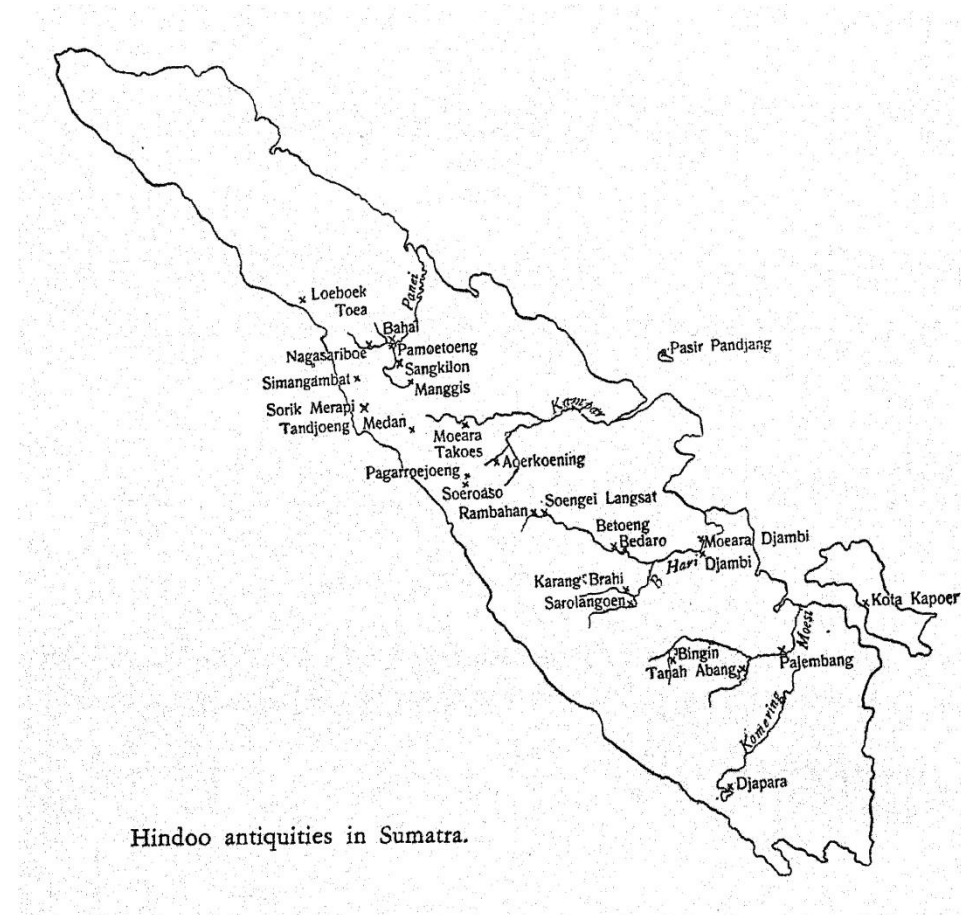 Loeboek
Toea
Panei
Bahal
Nagasariboe
Pamoetoeng
Sangkilon
Simangambat
Manggis
Pasir Pandjang
Sorik Merapi
Tandjoeng Medan
Kampar
Moeara
Takoes
Aoerkoening
Pagarroejoeng
Soeroaso
Rambahan
Soengei Langsat
Betoeng
Bedaro
Moeara Djambi
Hari
Djambi
B
Karang Brahi
Sarolangoen
Kota Kapoer
Moesi
Bingin
Tanah Abang
Palembang
Komering
Djapara
Hindoo antiquities in Sumatra.